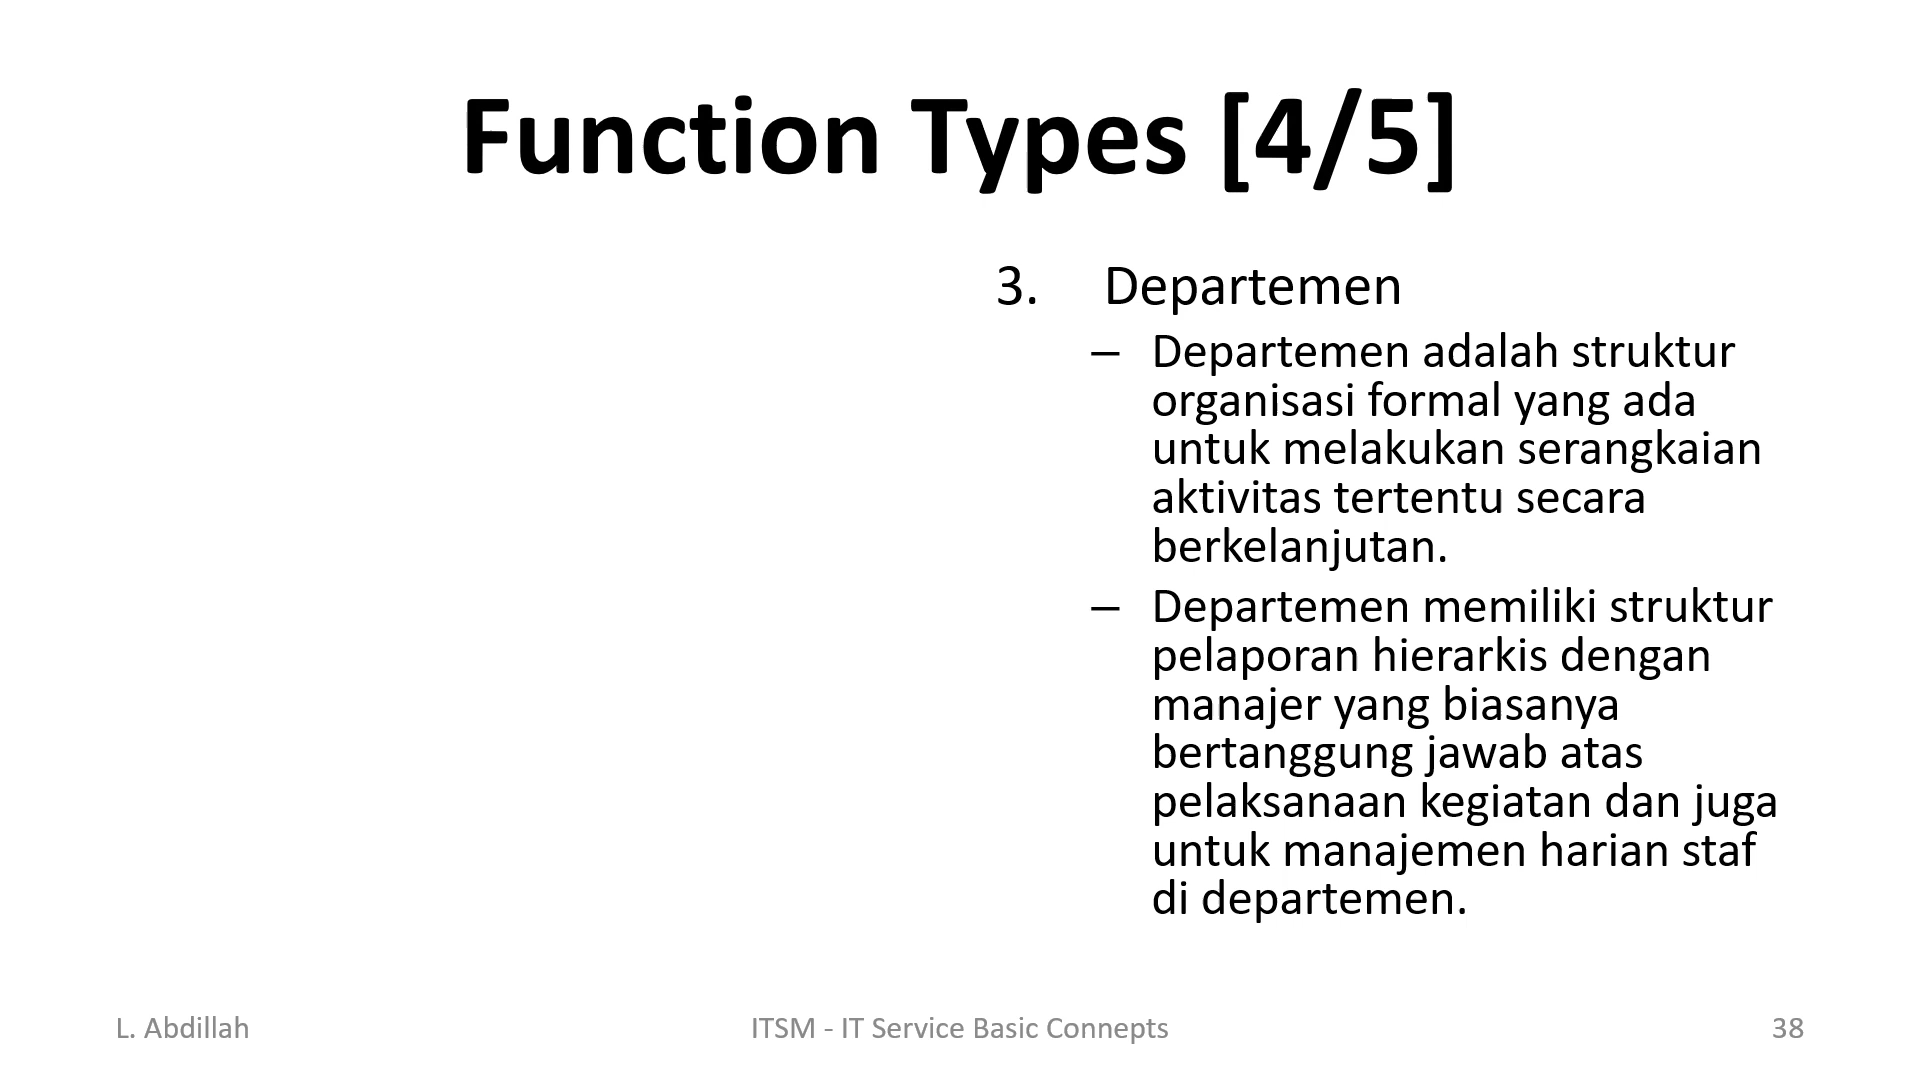 Function Types [4/5]
3. Departemen
– Departemen adalah struktur
organisasi formal yang ada
untuk melakukan serangkaian
aktivitas tertentu secara
berkelanjutan.
– Departemen memiliki struktur
pelaporan hierarkis dengan
manajer yang biasanya
bertanggung jawab atas
pelaksanaan kegiatan dan juga
untuk manajemen harian staf
di departemen.
L. Abdillah
ITSM - IT Service Basic Connepts
38